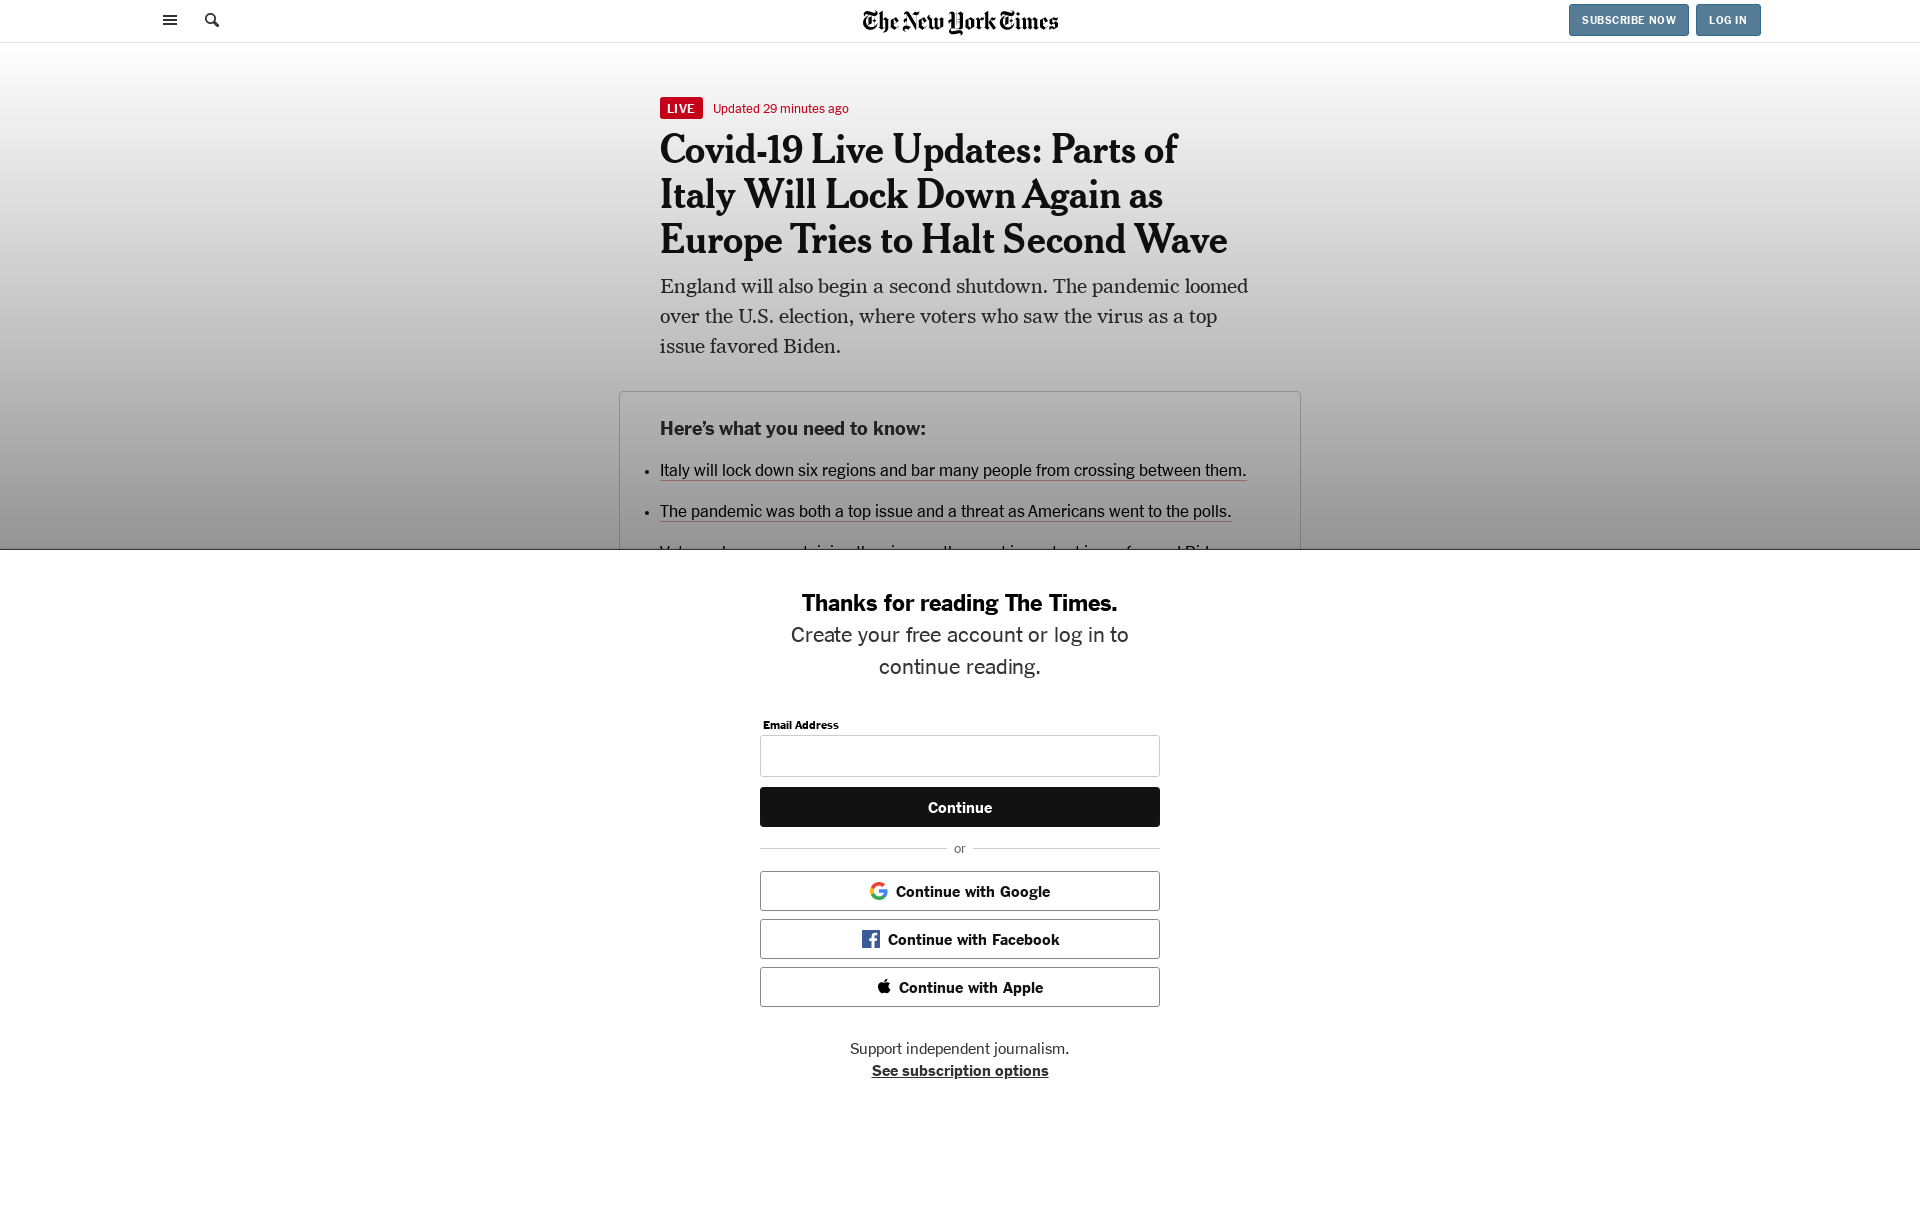 The New York Times
SUBSCRIBE NOW
LOG IN
LIVE
Updated 29 minutes ago
Covid-19 Live Updates: Parts of
Italy Will Lock Down Again as
Europe Tries to Halt Second Wave
England will also begin a second shutdown. The pandemic loomed
over the U.S. election, where voters who saw the virus as a top
issue favored Biden.
Here’s what you need to know:
• Italy will lock down six regions and bar many people from crossing between them.
• The pandemic was both a top issue and a threat as Americans went to the polls.
Thanks for reading The Times.
Create your free account or log in to
continue reading.
Email Address
Continue
or
Continue with Google
Continue with Facebook
Continue with Apple
Support independent journalism.
See subscription options